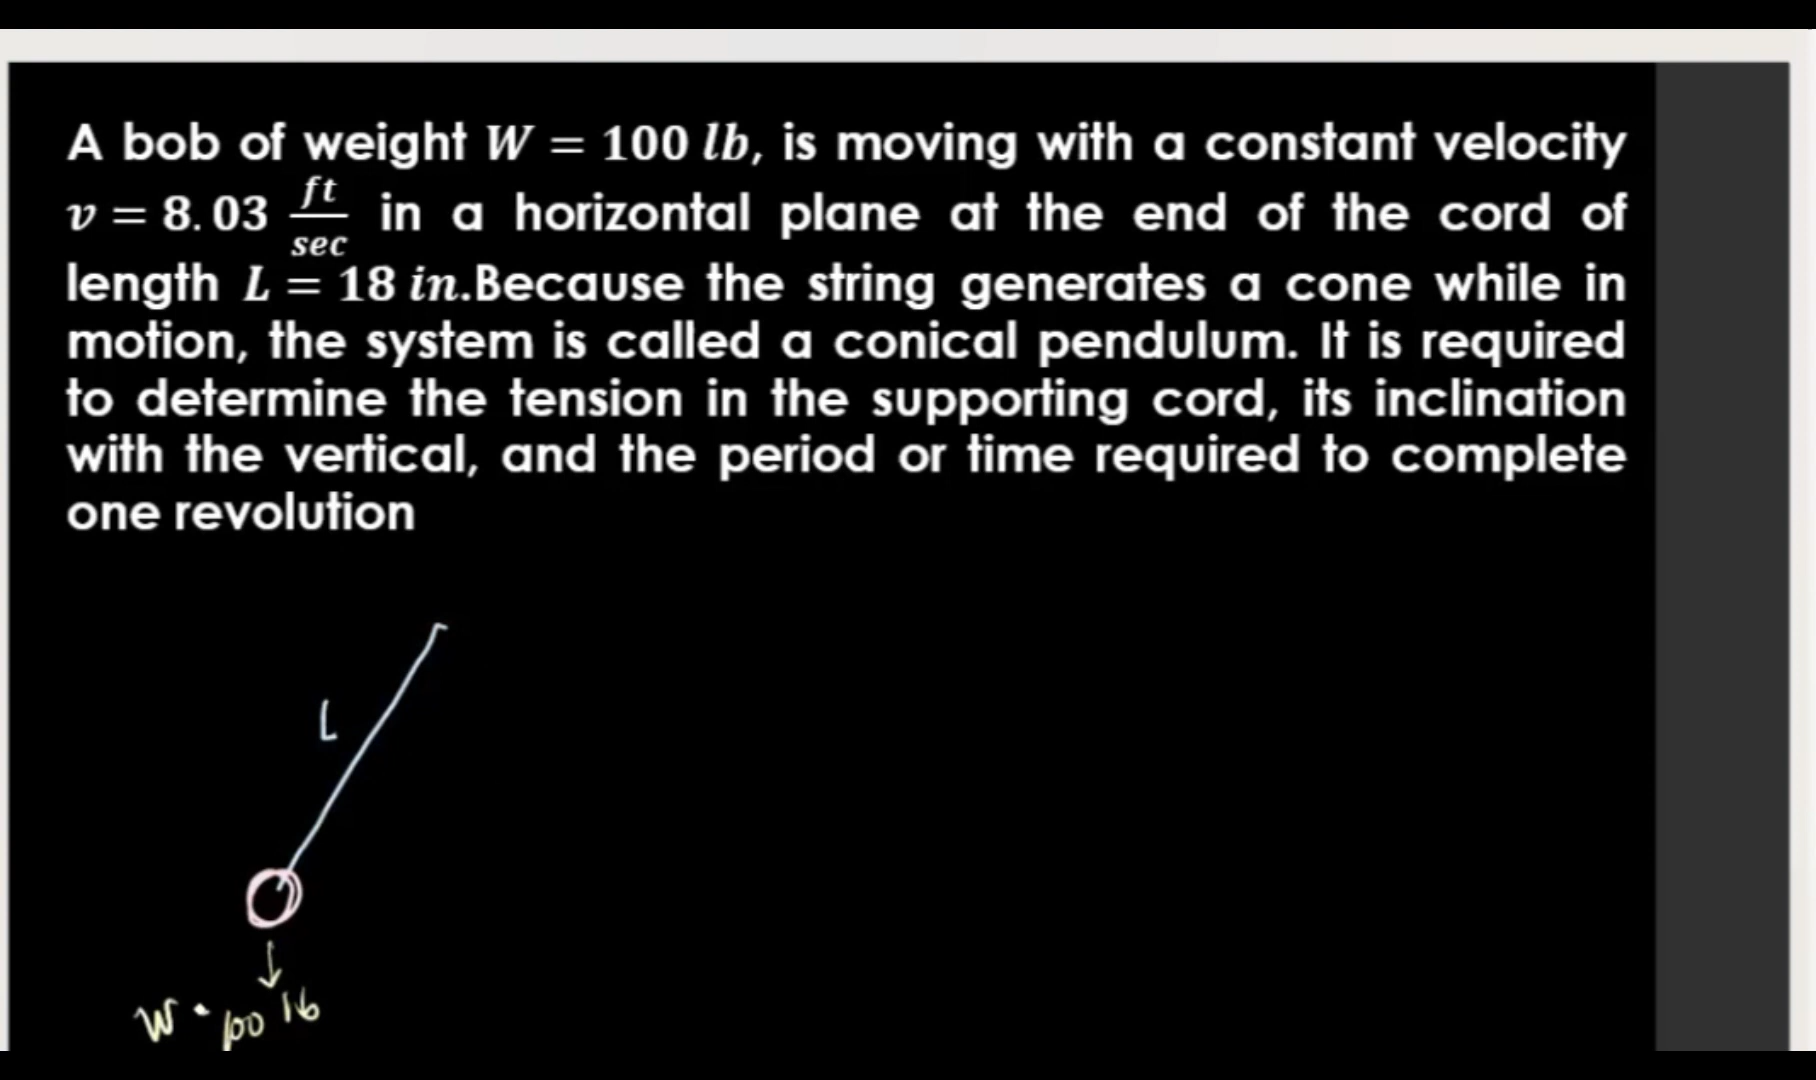 A bob of weight W = 100 lb, is moving with a constant velocity
v = 8.03 ft/sec in a horizontal plane at the end of the cord of
length L = 18 in.Because the string generates a cone while in
motion, the system is called a conical pendulum. It is required
to determine the tension in the supporting cord, its inclination
with the vertical, and the period or time required to complete
one revolution
L
W = 100 lb